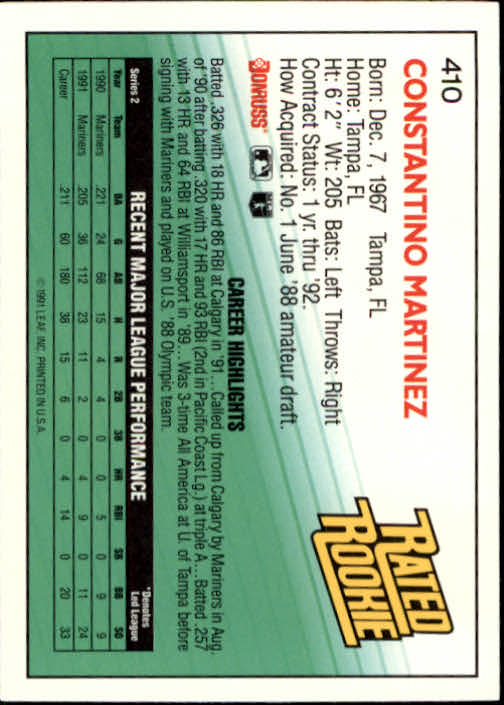 410
CONSTANTINO MARTINEZ
RATED
ROOKIE
Born: Dec. 7, 1967 Tampa, FL
Home: Tampa, FL
Ht: 6'2" Wt: 205 Bats: Left Throws: Right
Contract Status: 1 yr. thru '92.
How Acquired: No. 1 June '88 amateur draft.
DONRUSS
CAREER HIGHLIGHTS
Batted .326 with 18 HR and 86 RBI at Calgary in '91... Called up from Calgary by Mariners in Aug.
of '90 after batting .320 with 17 HR and 93 RBI (2nd in Pacific Coast Lg.) at triple A... Batted .257
with 13 HR and 64 RBI at Williamsport in '89... Was 3-time All America at U. of Tampa before
signing with Mariners and played on U.S. '88 Olympic team.
Series 2 RECENT MAJOR LEAGUE PERFORMANCE *Denotes
Led League
Year Team BA G AB H R 2B 3B HR RBI SB BB SO
1990 Mariners .221 24 68 15 4 4 0 0 5 0 9 9
1991 Mariners .205 36 112 23 11 2 0 4 9 0 11 24
Career .211 60 180 38 15 6 0 4 14 0 20 33
© 1991 LEAF, INC. PRINTED IN U.S.A.